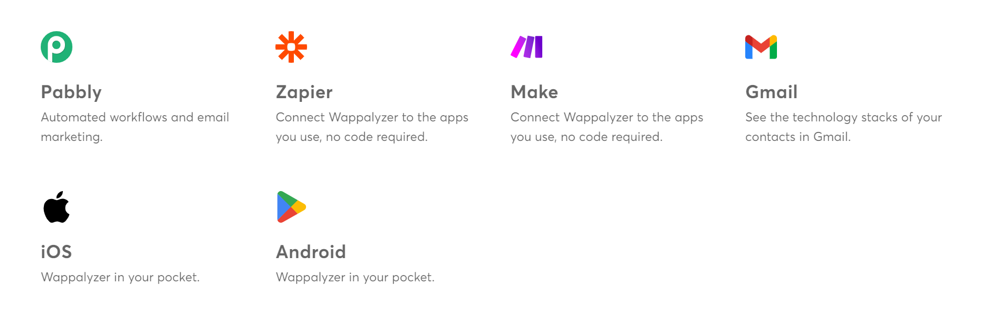 Pabbly
Automated workflows and email
marketing.
Zapier
Connect Wappalyzer to the apps
you use, no code required.
Make
Connect Wappalyzer to the apps
you use, no code required.
Gmail
See the technology stacks of your
contacts in Gmail.
iOS
Wappalyzer in your pocket.
Android
Wappalyzer in your pocket.